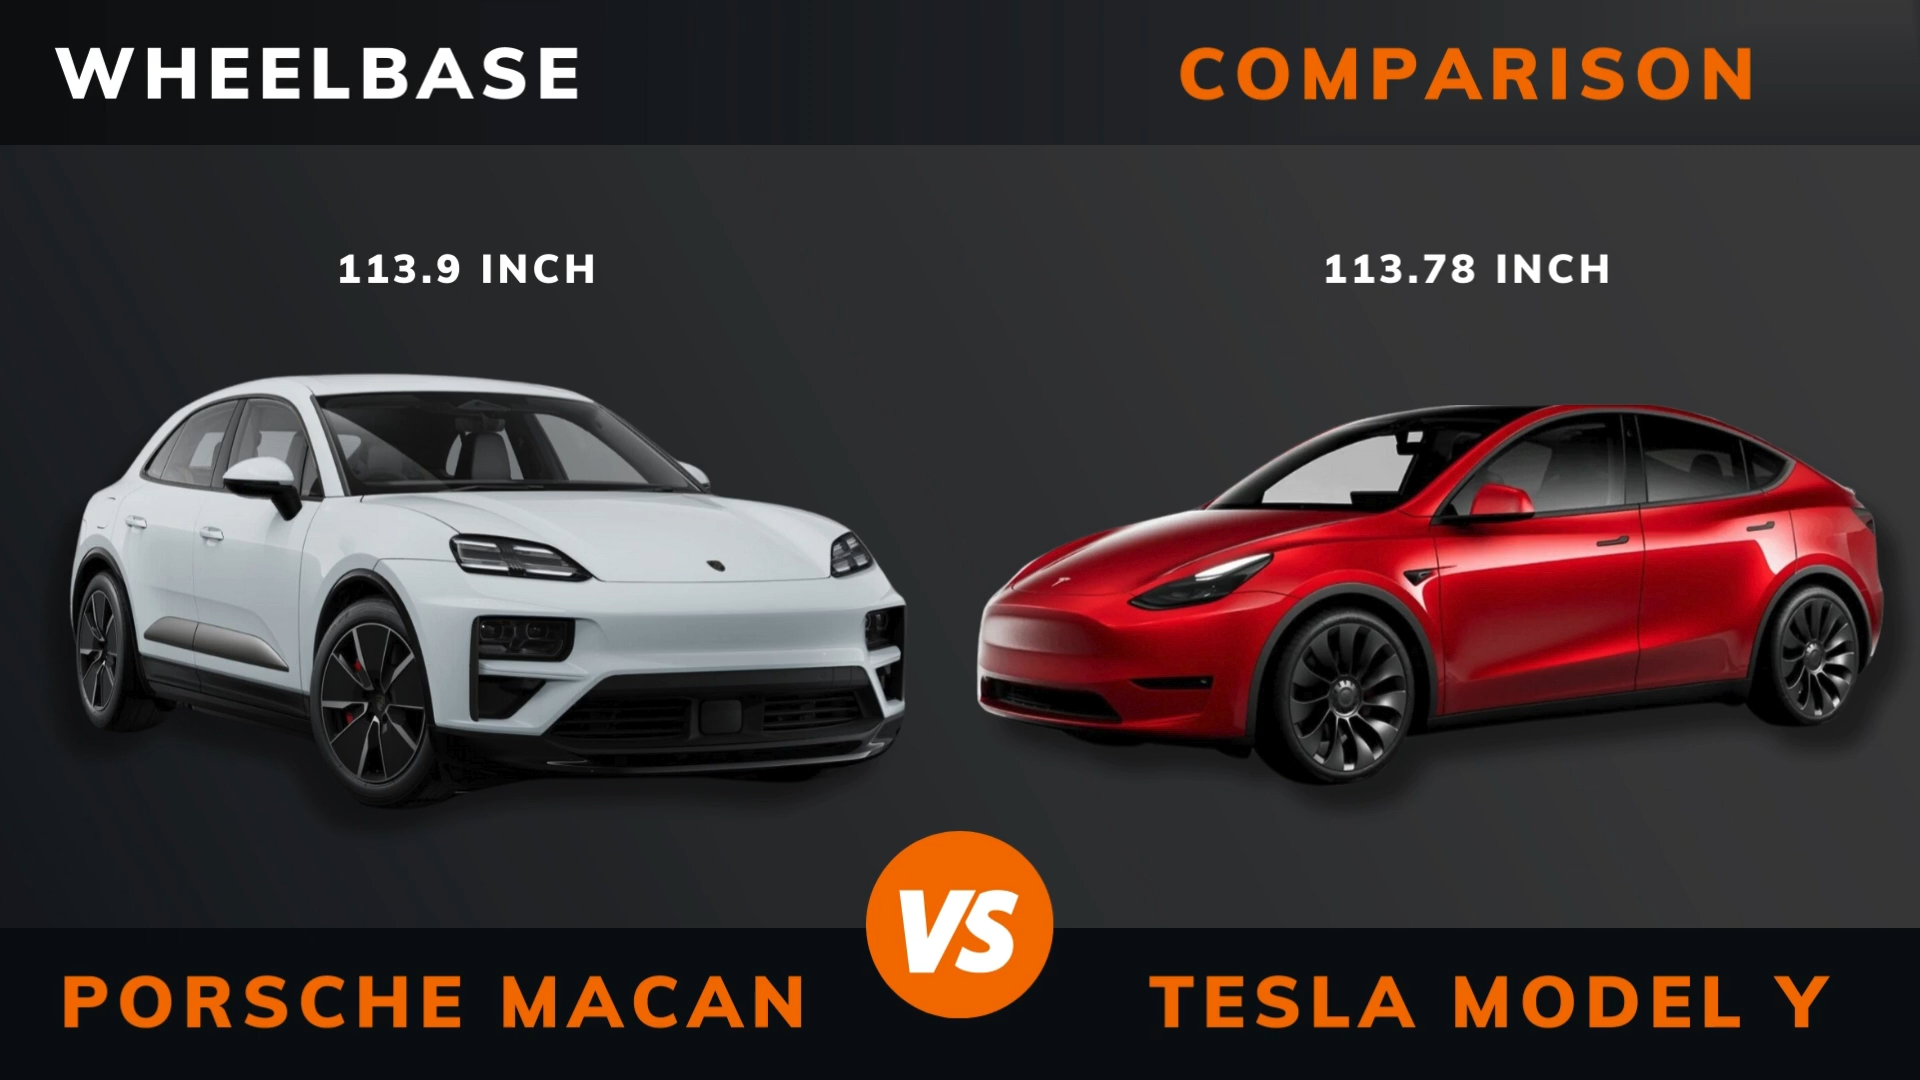 WHEELBASE
COMPARISON
113.9 INCH
113.78 INCH
VS
PORSCHE MACAN
TESLA MODEL Y